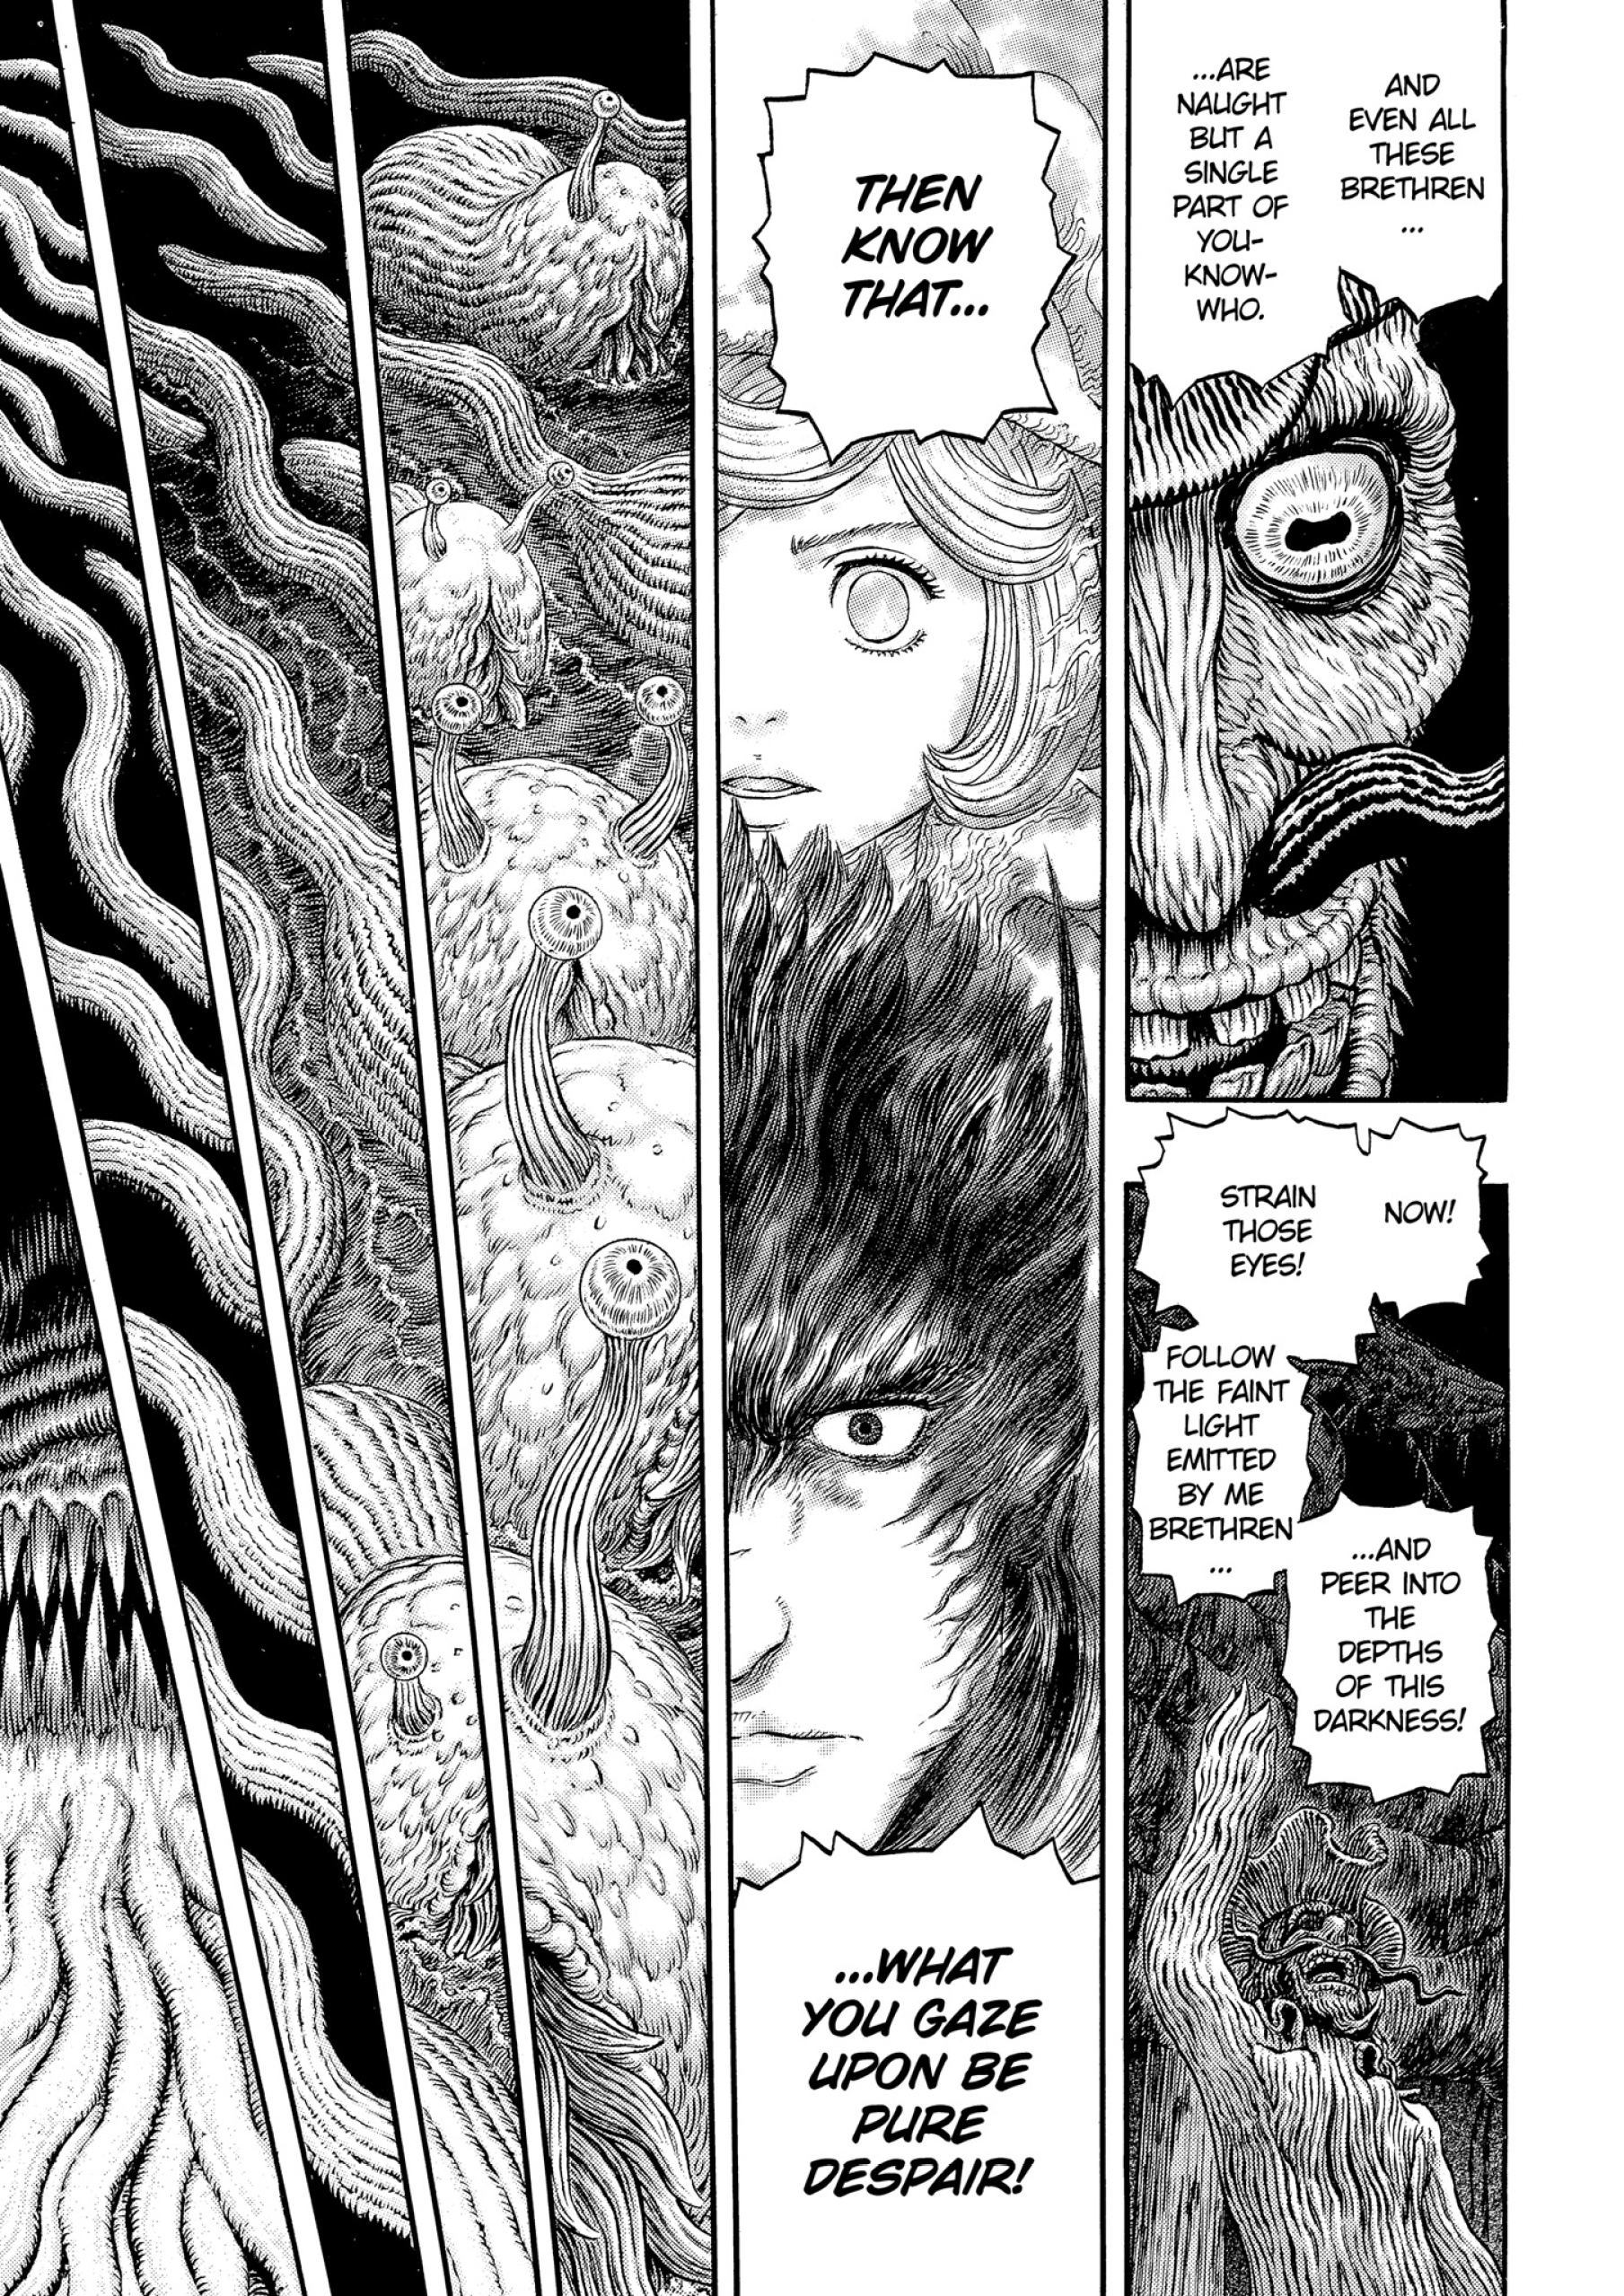 AND
EVEN ALL
THESE
BRETHREN
...
...ARE
NAUGHT
BUT A
SINGLE
PART OF
YOU-
KNOW-
WHO.
NOW!
STRAIN
THOSE
EYES!
FOLLOW
THE FAINT
LIGHT
EMITTED
BY ME
BRETHREN
...
...AND
PEER INTO
THE
DEPTHS
OF THIS
DARKNESS!
THEN
KNOW
THAT...
...WHAT
YOU GAZE
UPON BE
PURE
DESPAIR!